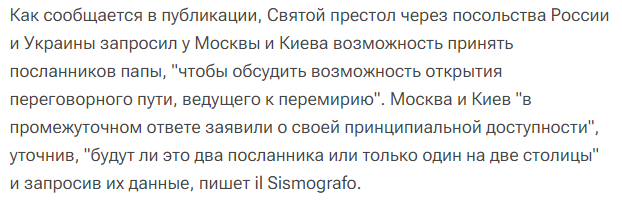 Как сообщается в публикации, Святой престол через посольства России
и Украины запросил у Москвы и Киева возможность принять
посланников папы, "чтобы обсудить возможность открытия
переговорного пути, ведущего к перемирию". Москва и Киев "в
промежуточном ответе заявили о своей принципиальной доступности",
уточнив, "будут ли это два посланника или только один на две столицы"
и запросив их данные, пишет il Sismografo.